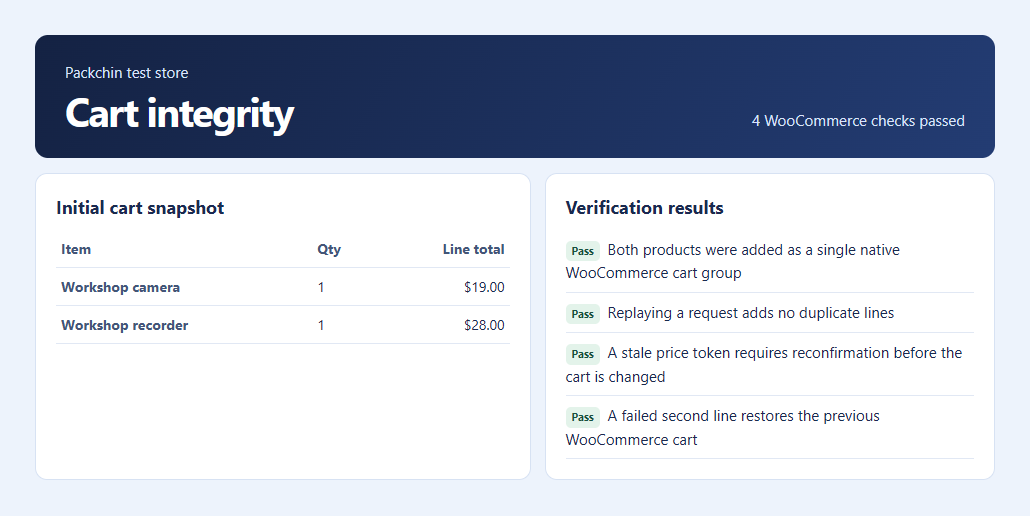 Packchin test store
Cart integrity
4 WooCommerce checks passed
Initial cart snapshot
Item Qty Line total
Workshop camera 1 $19.00
Workshop recorder 1 $28.00
Verification results
Pass Both products were added as a single native
WooCommerce cart group
Pass Replaying a request adds no duplicate lines
Pass A stale price token requires reconfirmation before the
cart is changed
Pass A failed second line restores the previous
WooCommerce cart